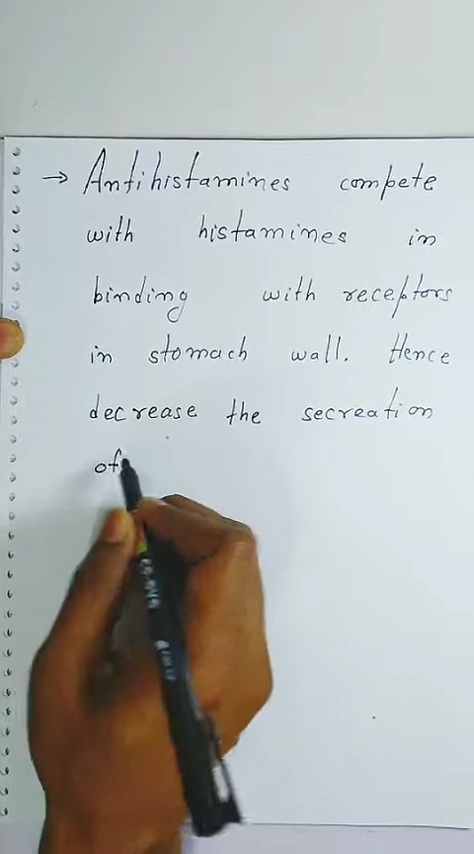 → Antihistamines compete
with histamines in
binding with receptors
in stomach wall. Hence
decrease the secreation
of